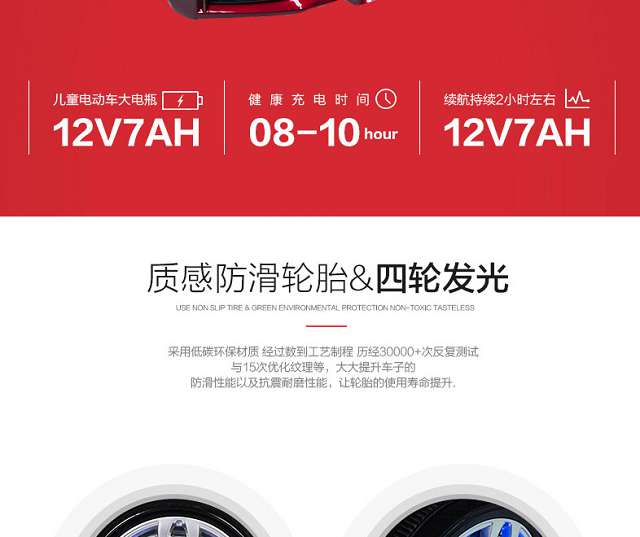 儿童电动车大电瓶
12V7AH
健康充电时间
08-10 hour
续航持续2小时左右
12V7AH
质感防滑轮胎&四轮发光
USE NON SLIP TIRE & GREEN ENVIRONMENTAL PROTECTION NON-TOXIC TASTELESS
采用低碳环保材质 经过数到工艺制程 历经30000+次反复测试
与15次优化纹理等，大大提升车子的
防滑性能以及抗震耐磨性能，让轮胎的使用寿命提升.